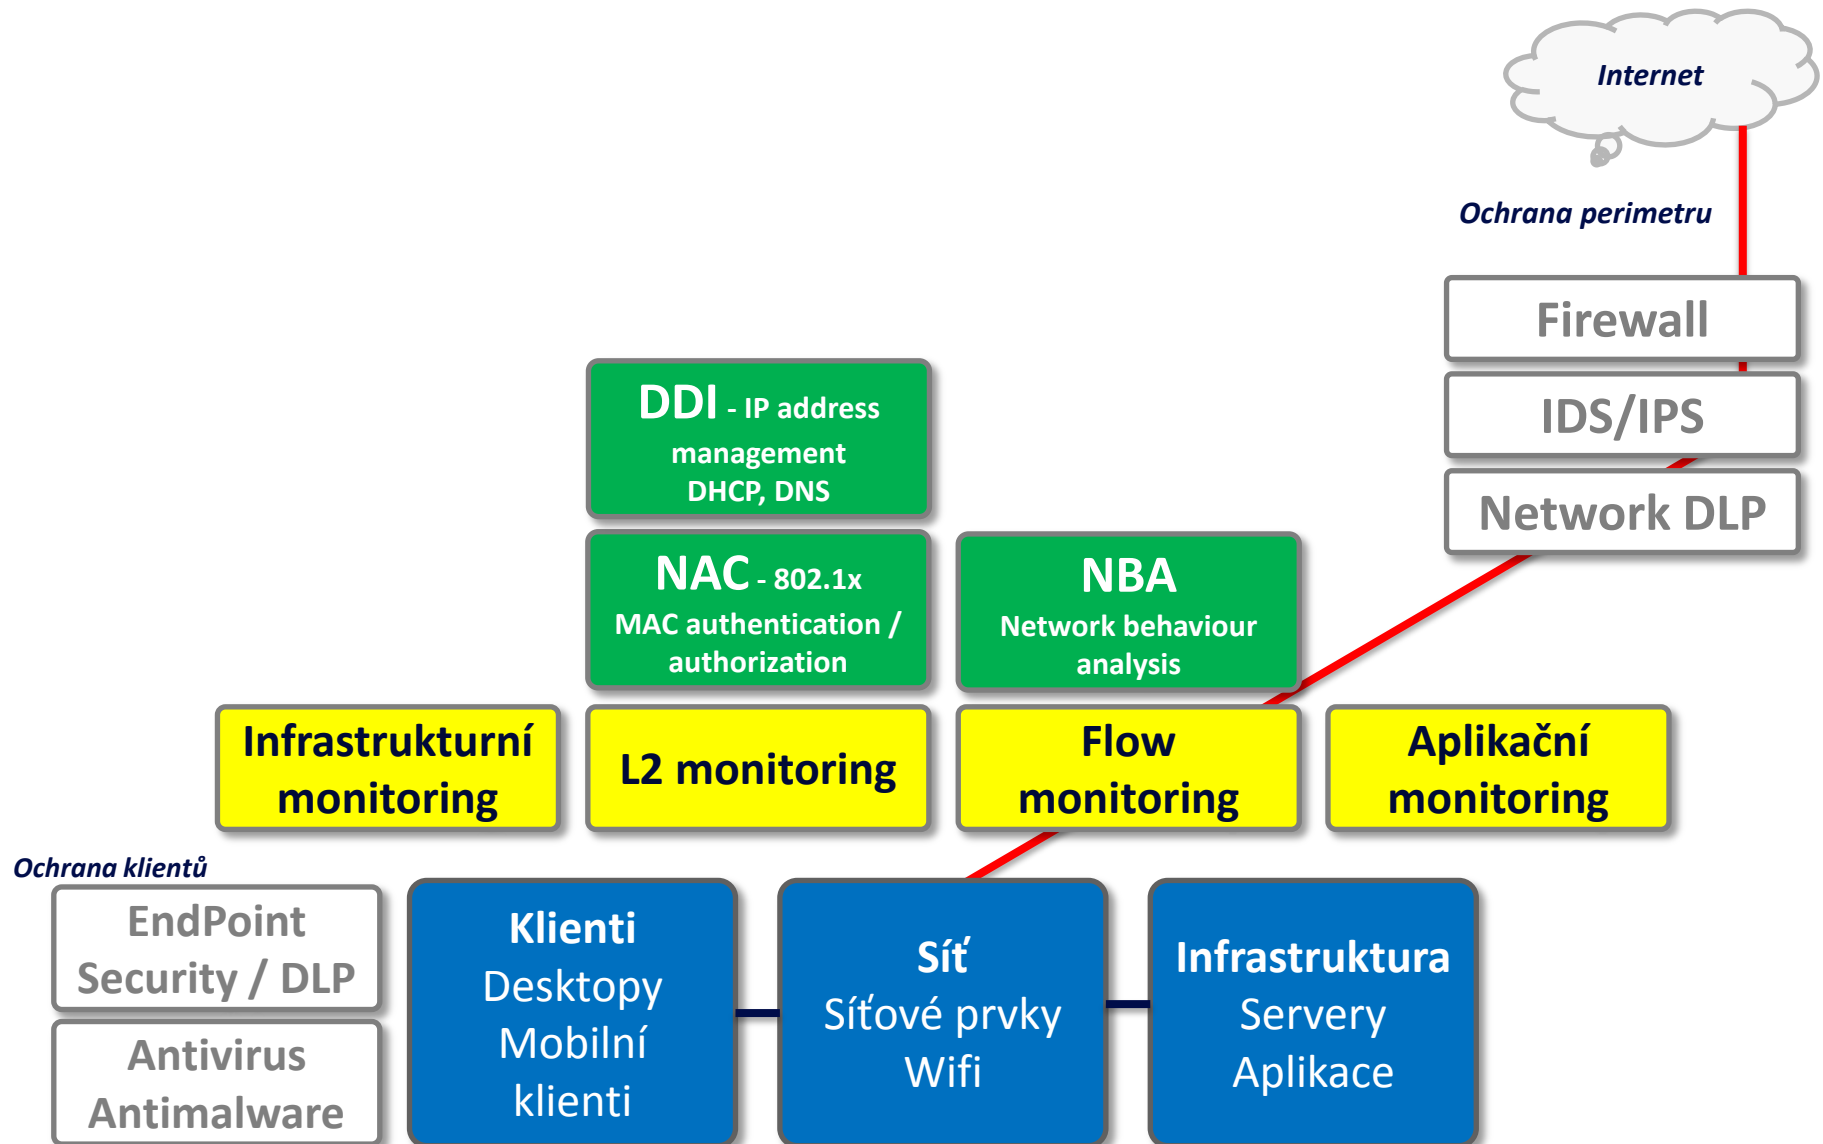 Internet
Ochrana perimetru
Firewall
IDS/IPS
Network DLP
DDI - IP address
management
DHCP, DNS
NAC - 802.1x
MAC authentication /
authorization
NBA
Network behaviour
analysis
Infrastrukturní
monitoring
L2 monitoring
Flow
monitoring
Aplikační
monitoring
Ochrana klientů
EndPoint
Security / DLP
Antivirus
Antimalware
Klienti
Desktopy
Mobilní
klienti
Síť
Síťové prvky
Wifi
Infrastruktura
Servery
Aplikace